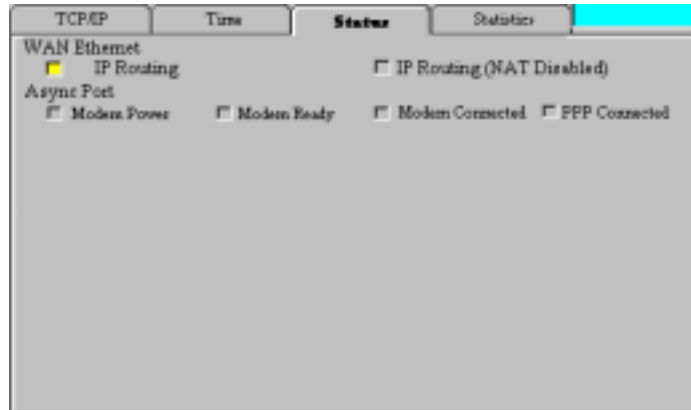 TCP/IP Time Status Statistics
WAN Ethernet
IP Routing IP Routing (NAT Disabled)
Async Port
Modem Power Modem Ready Modem Connected PPP Connected